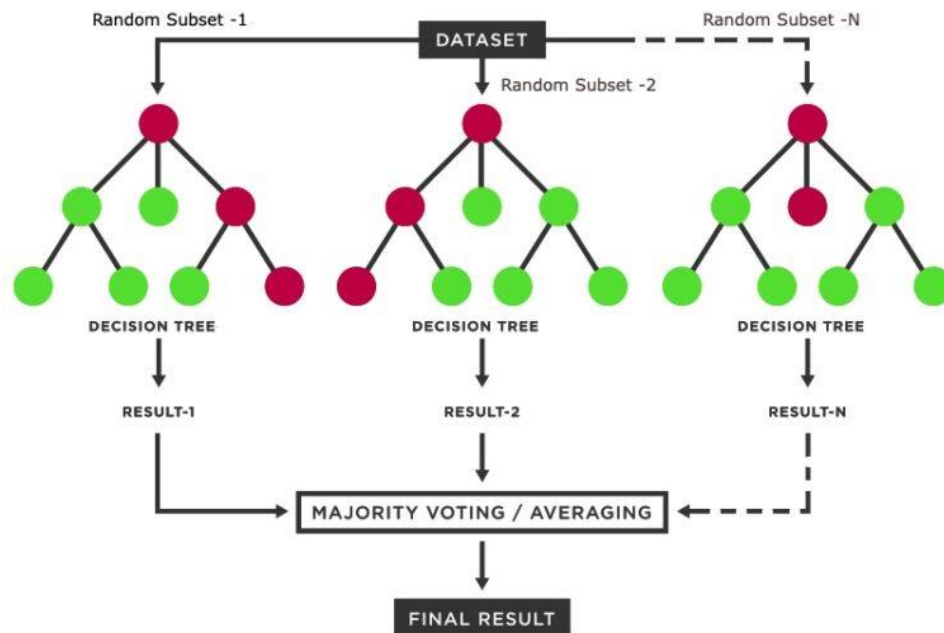 Random Subset -1
Random Subset -N
DATASET
Random Subset -2
DECISION TREE
DECISION TREE
DECISION TREE
RESULT-1
RESULT-2
RESULT-N
MAJORITY VOTING / AVERAGING
FINAL RESULT